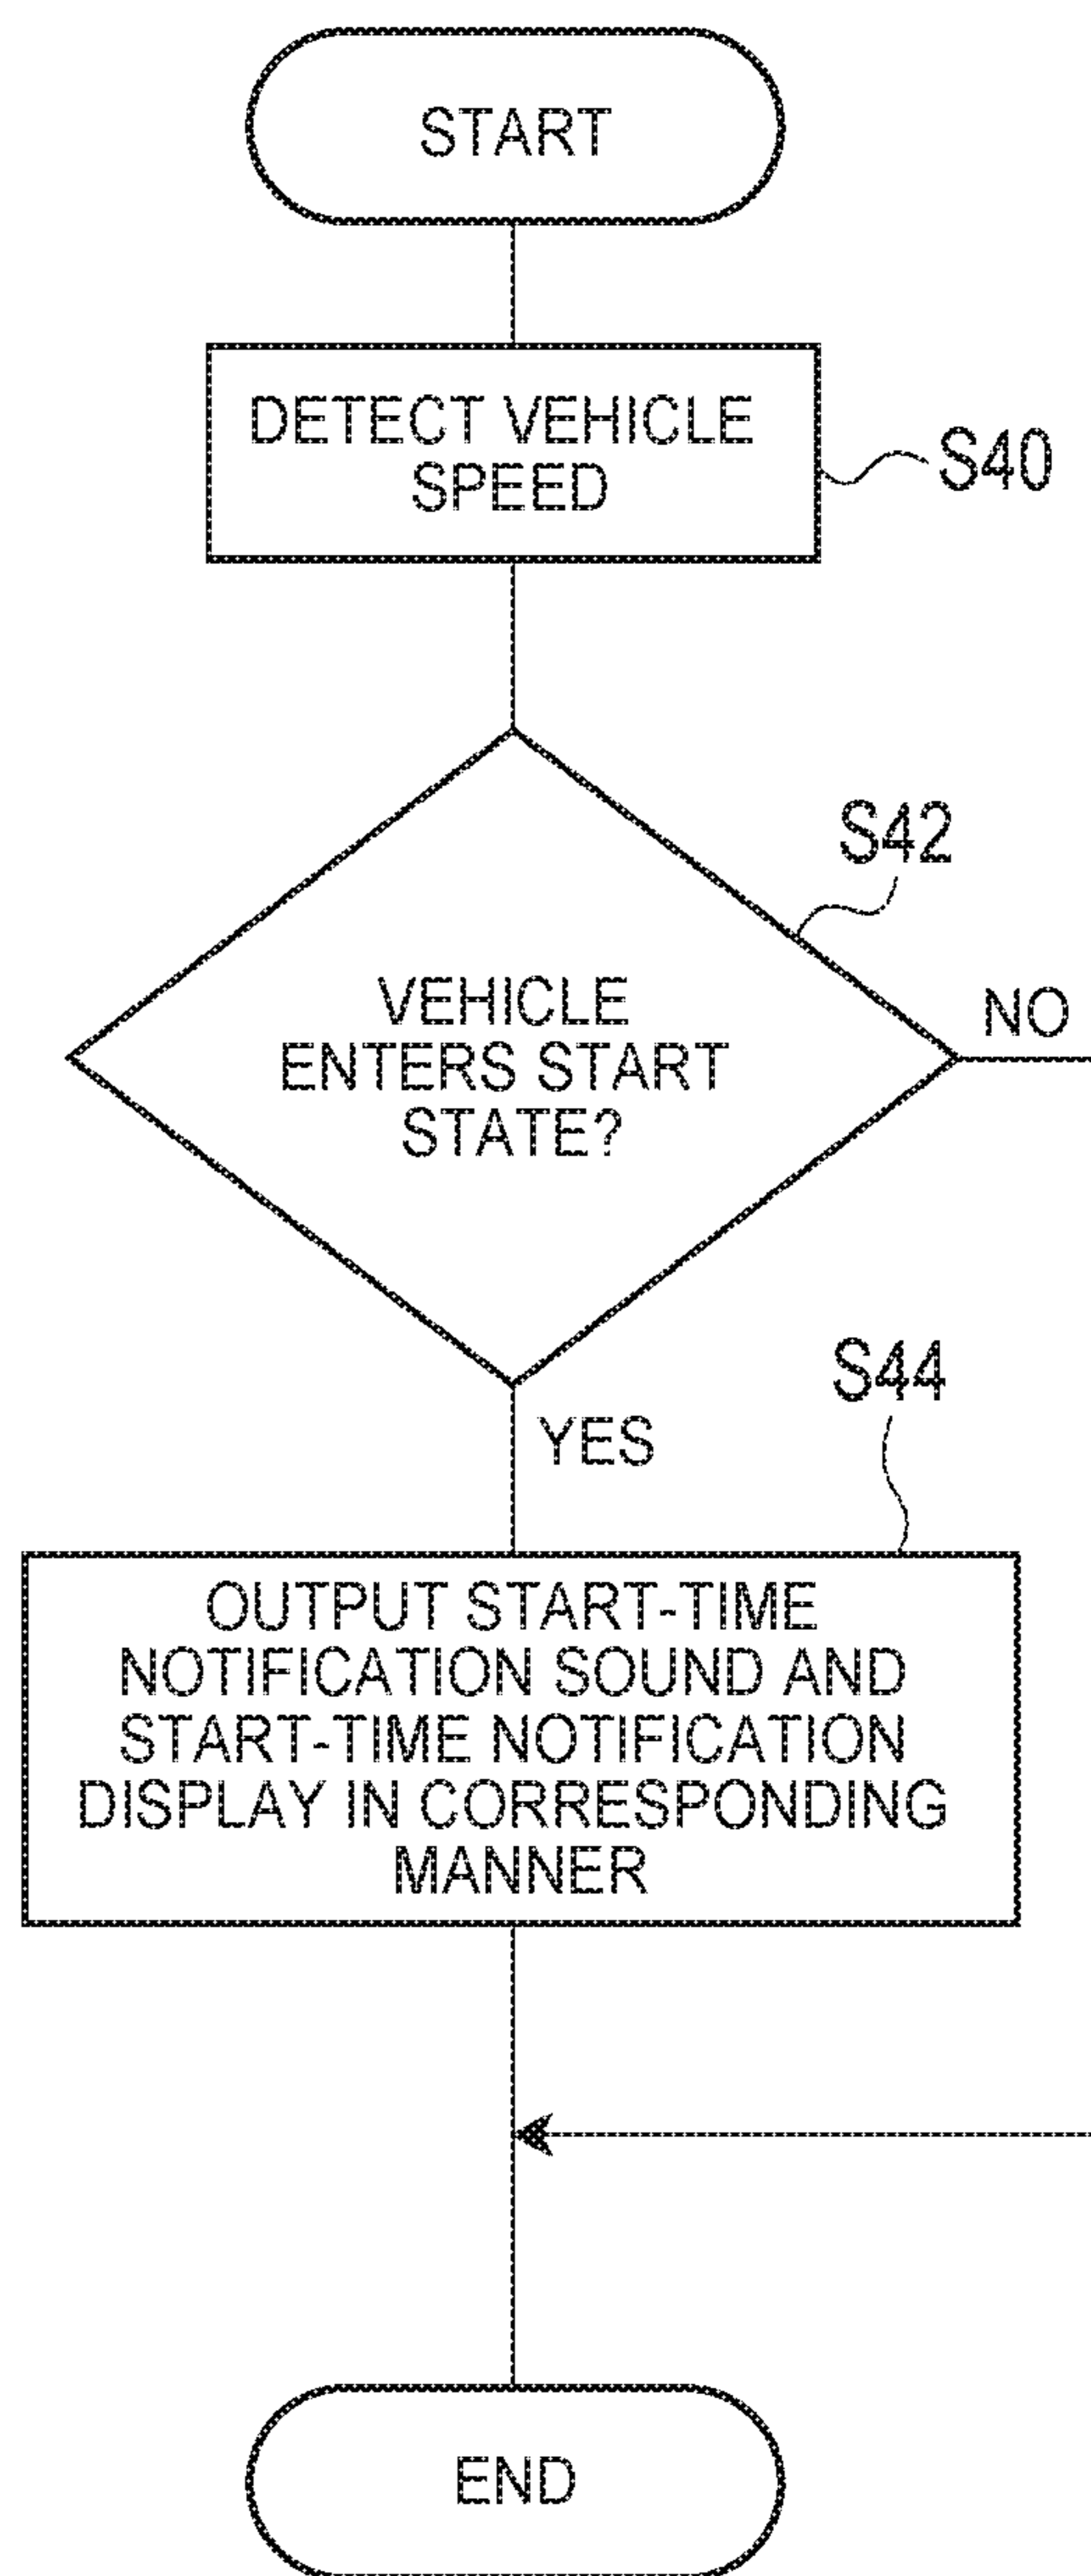 START
DETECT VEHICLE
SPEED
S40
S42
VEHICLE
ENTERS START
STATE?
NO
YES
S44
OUTPUT START-TIME
NOTIFICATION SOUND AND
START-TIME NOTIFICATION
DISPLAY IN CORRESPONDING
MANNER
END